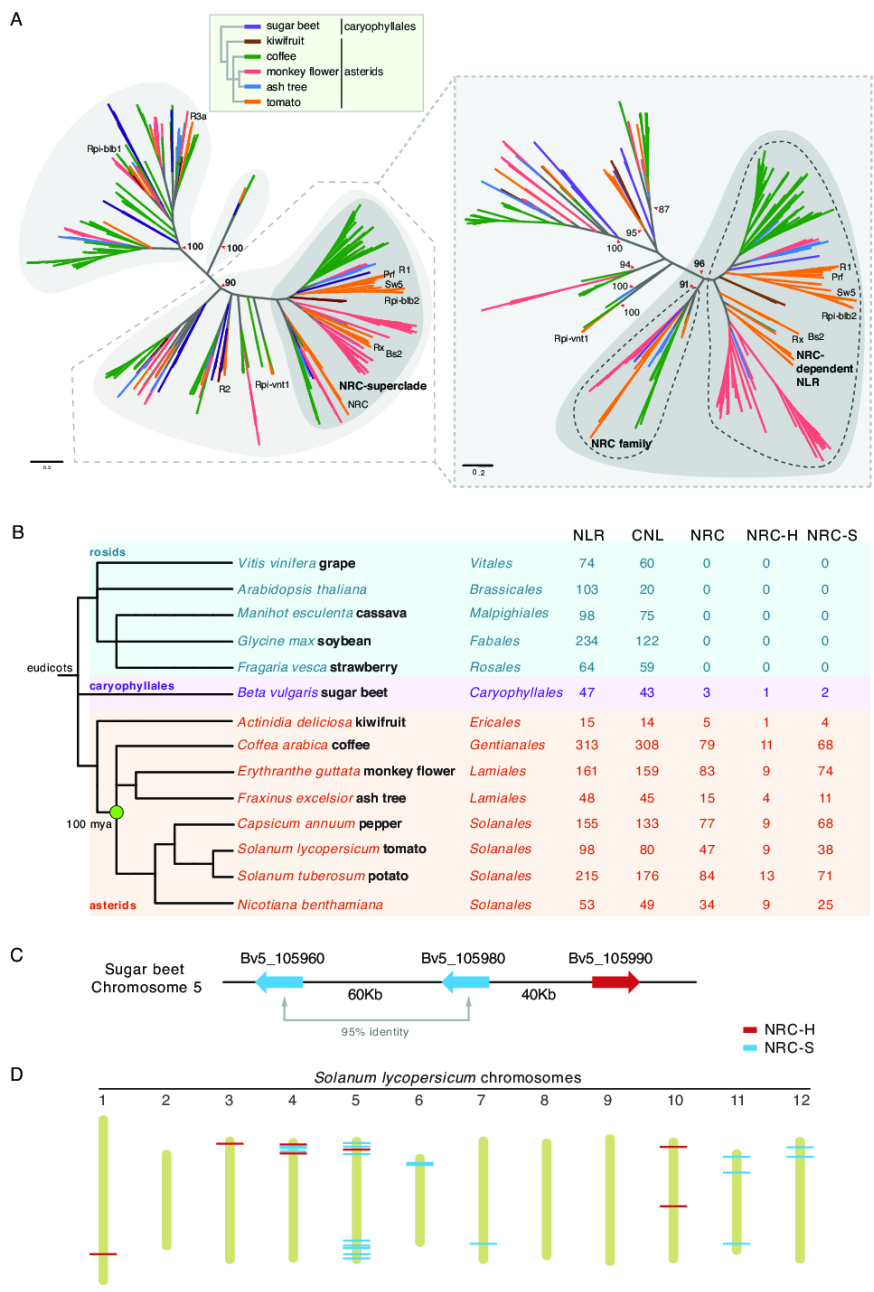 A
sugar beet
caryophyllales
kiwifruit
coffee
monkey flower
asterids
ash tree
tomato
R3a
Rpi-blb1
100
100
90
R1
Prf
Sw5
Rpi-blb2
Rx
Bs2
R2
Rpi-vnt1
NRC-superclade
NRC
0.3
87
95
100
94
96
100
91
100
Rpi-vnt1
R1
Prf
Sw5
Rpi-blb2
Rx
Bs2
NRC-
dependent
NLR
NRC family
0.2
B
NLR CNL NRC NRC-H NRC-S
rosids
Vitis vinifera grape Vitales 74 60 0 0 0
Arabidopsis thaliana Brassicales 103 20 0 0 0
Manihot esculenta cassava Malpighiales 98 75 0 0 0
Glycine max soybean Fabales 234 122 0 0 0
eudicots
Fragaria vesca strawberry Rosales 64 59 0 0 0
caryophyllales
Beta vulgaris sugar beet Caryophyllales 47 43 3 1 2
Actinidia deliciosa kiwifruit Ericales 15 14 5 1 4
Coffea arabica coffee Gentianales 313 308 79 11 68
Erythranthe guttata monkey flower Lamiales 161 159 83 9 74
Fraxinus excelsior ash tree Lamiales 48 45 15 4 11
100 mya
Capsicum annuum pepper Solanales 155 133 77 9 68
Solanum lycopersicum tomato Solanales 98 80 47 9 38
Solanum tuberosum potato Solanales 215 176 84 13 71
asterids
Nicotiana benthamiana Solanales 53 49 34 9 25
C
Bv5_105960 Bv5_105980 Bv5_105990
Sugar beet
Chromosome 5
60Kb 40Kb
95% identity
NRC-H
NRC-S
D
Solanum lycopersicum chromosomes
1 2 3 4 5 6 7 8 9 10 11 12